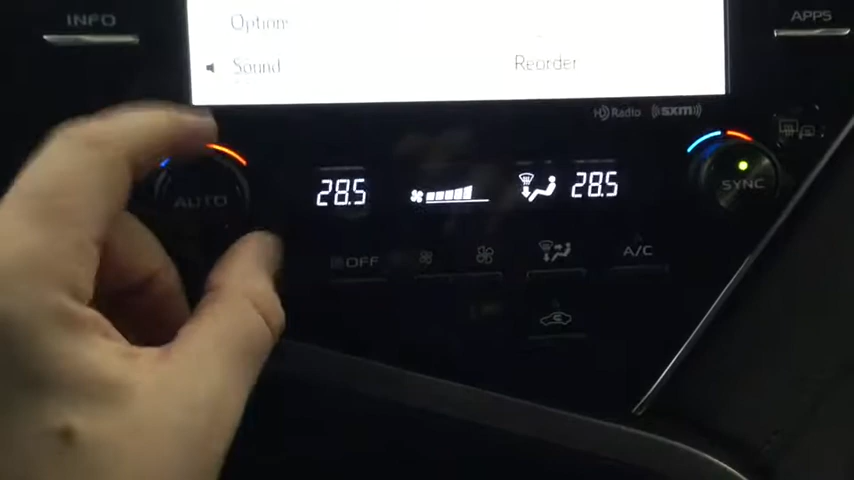 INFO
APPS
Options
Sound
Reorder
HD Radio
SXM
AUTO
28.5
28.5
SYNC
OFF
A/C